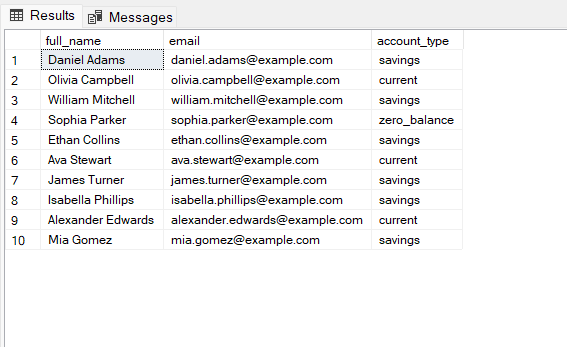 Results Messages
full_name email account_type
1 Daniel Adams daniel.adams@example.com savings
2 Olivia Campbell olivia.campbell@example.com current
3 William Mitchell william.mitchell@example.com savings
4 Sophia Parker sophia.parker@example.com zero_balance
5 Ethan Collins ethan.collins@example.com savings
6 Ava Stewart ava.stewart@example.com current
7 James Turner james.turner@example.com savings
8 Isabella Phillips isabella.phillips@example.com savings
9 Alexander Edwards alexander.edwards@example.com current
10 Mia Gomez mia.gomez@example.com savings